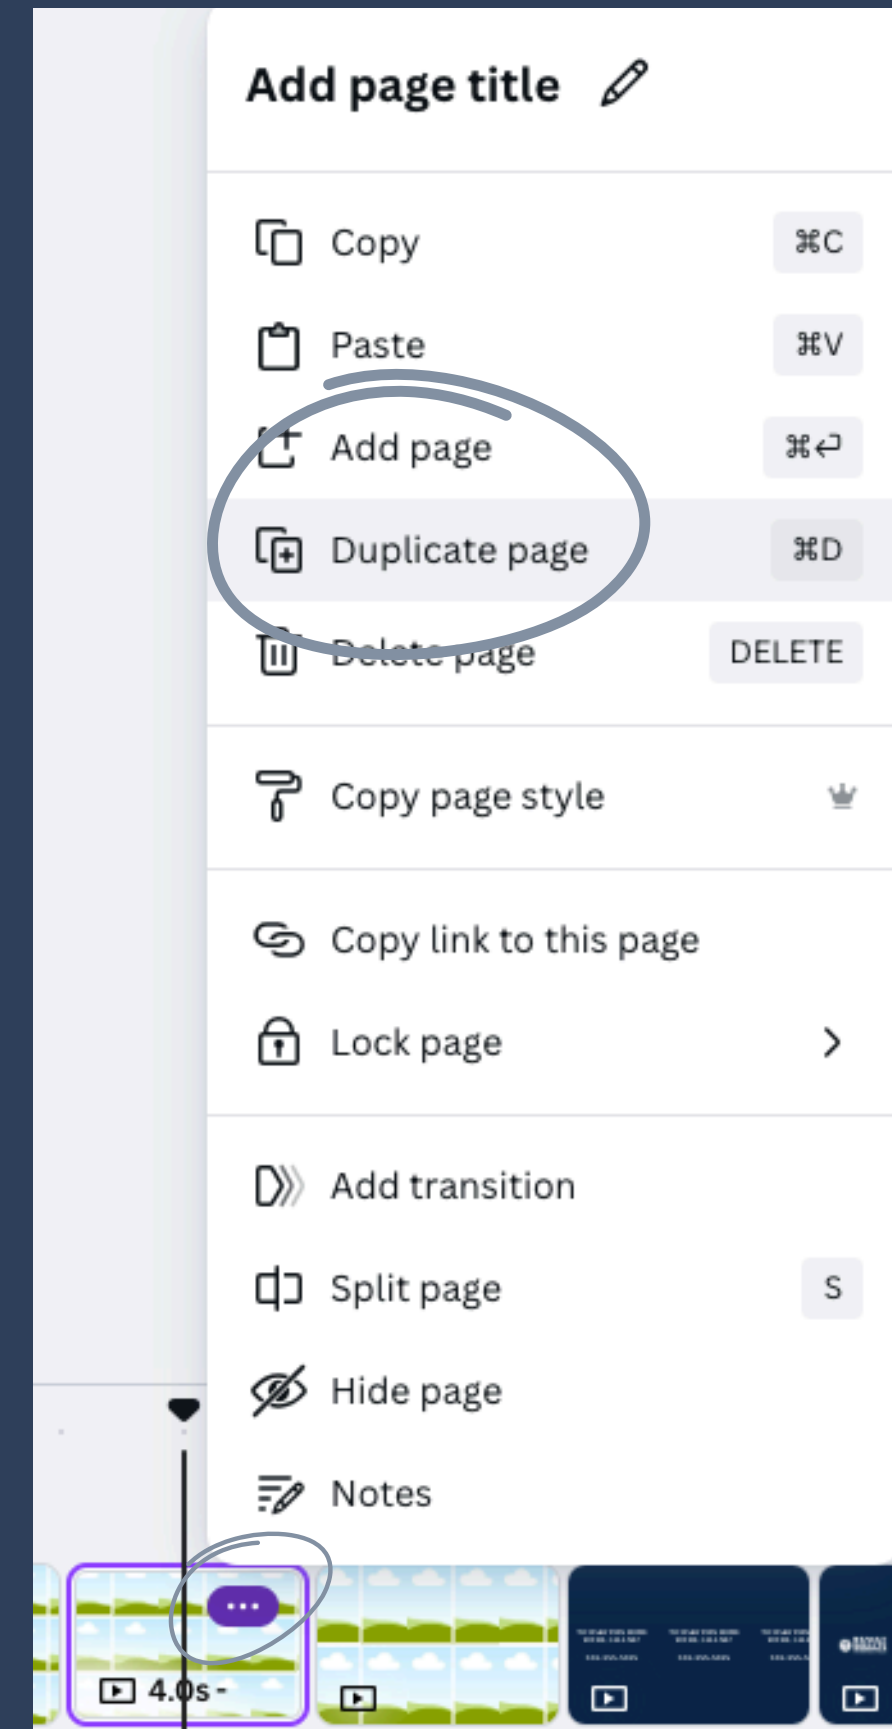 Add page title
Copy ⌘C
Paste ⌘V
Add page ⌘↵
Duplicate page ⌘D
Delete page DELETE
Copy page style
Copy link to this page
Lock page
Add transition
Split page S
Hide page
Notes
4.0s